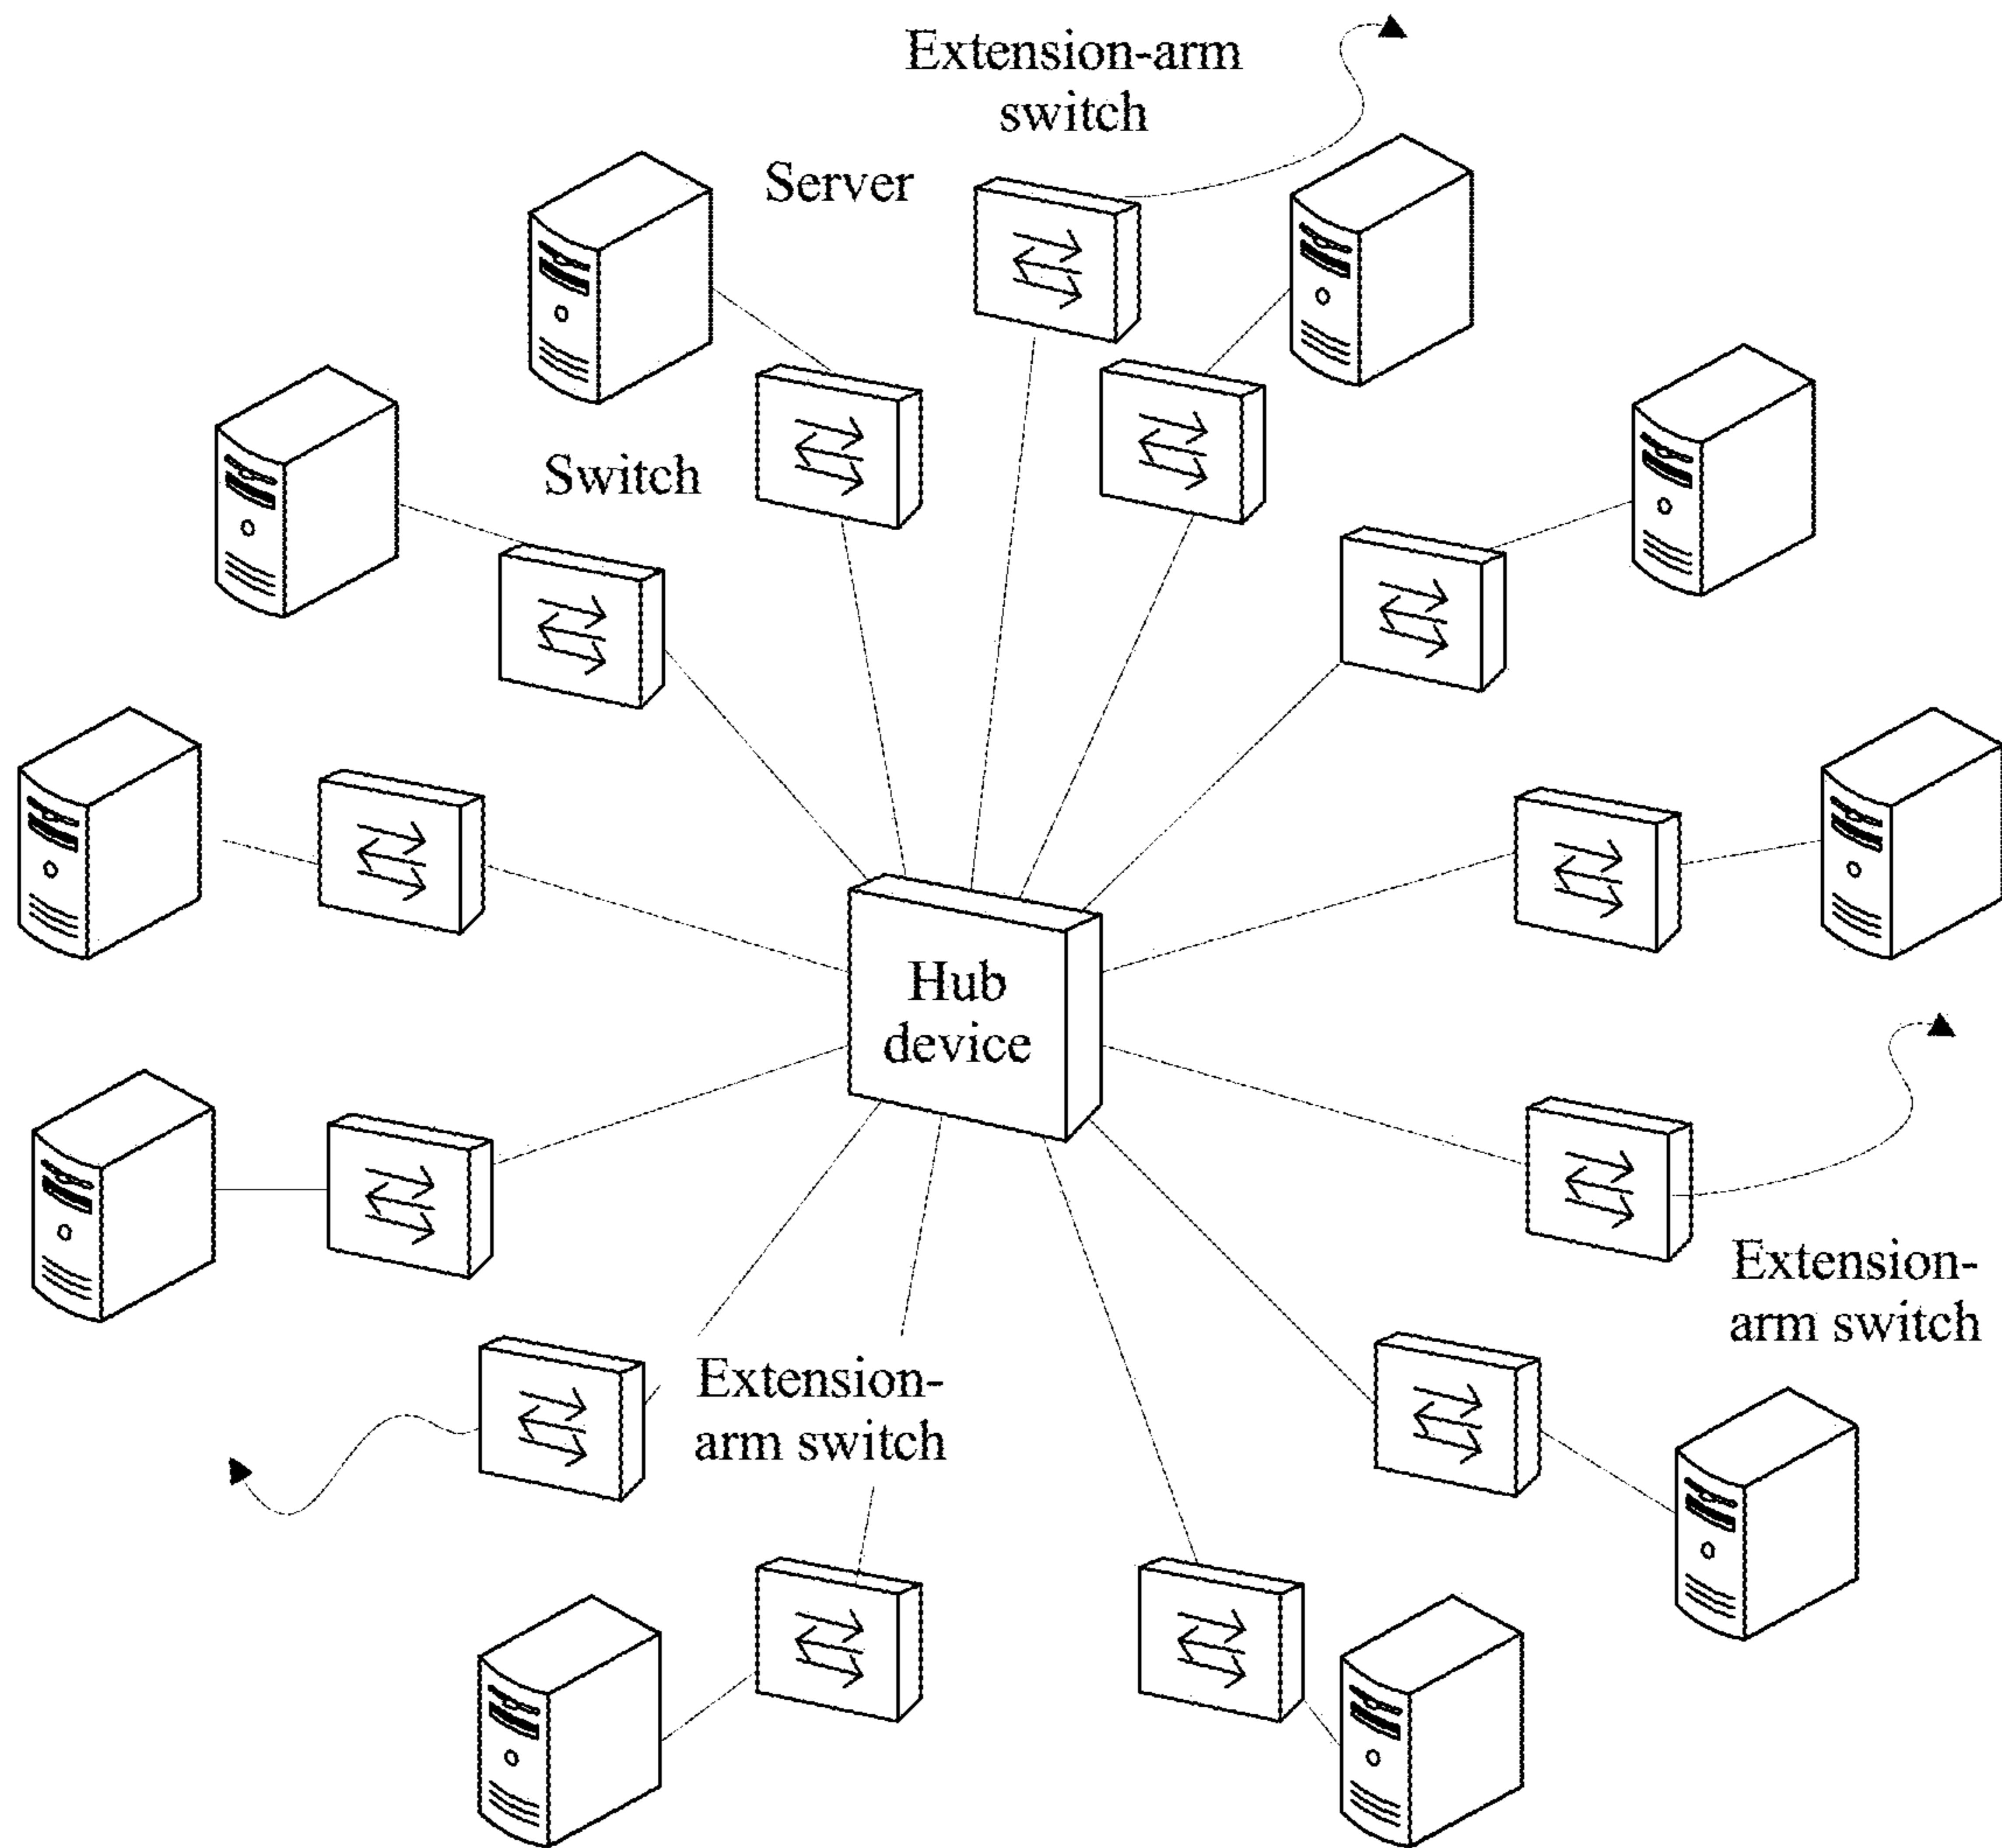 Extension-arm
switch
Server
Switch
Hub
device
Extension-
arm switch
Extension-
arm switch